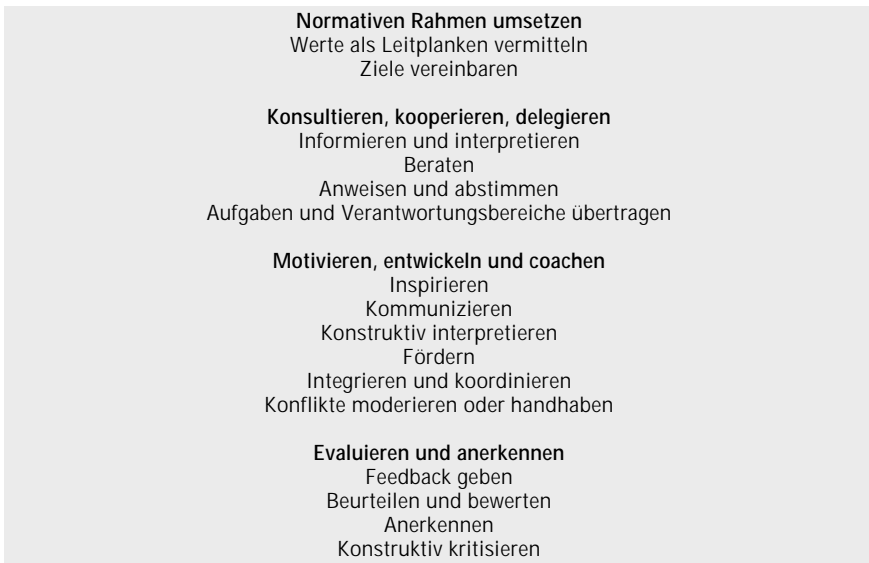 Normativen Rahmen umsetzen
Werte als Leitplanken vermitteln
Ziele vereinbaren
Konsultieren, kooperieren, delegieren
Informieren und interpretieren
Beraten
Anweisen und abstimmen
Aufgaben und Verantwortungsbereiche übertragen
Motivieren, entwickeln und coachen
Inspirieren
Kommunizieren
Konstruktiv interpretieren
Fördern
Integrieren und koordinieren
Konflikte moderieren oder handhaben
Evaluieren und anerkennen
Feedback geben
Beurteilen und bewerten
Anerkennen
Konstruktiv kritisieren